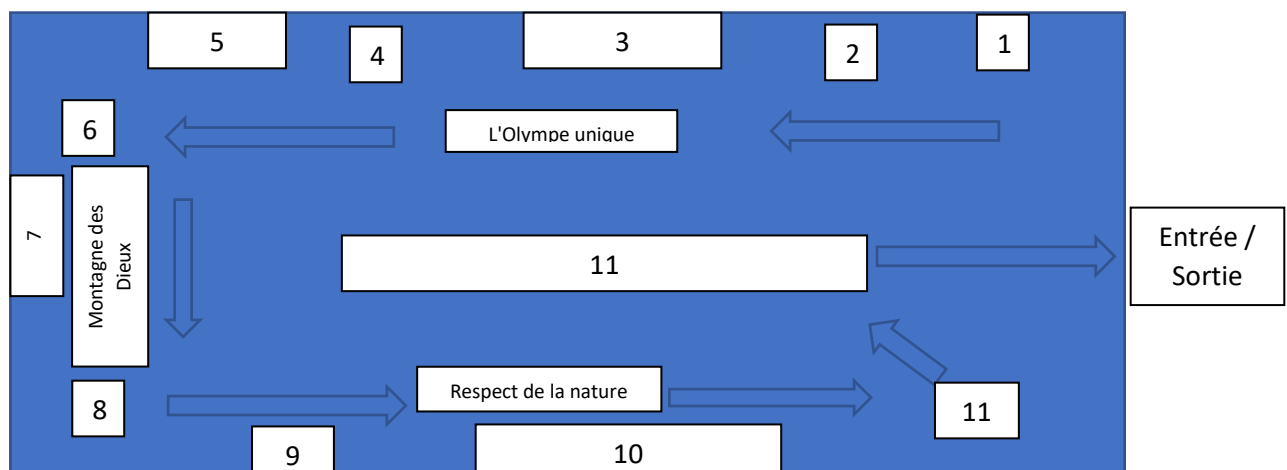 5
3
1
4
2
6
L'Olympe unique
7
Montagne des
Dieux
11
Entrée /
Sortie
Respect de la nature
8
11
9
10